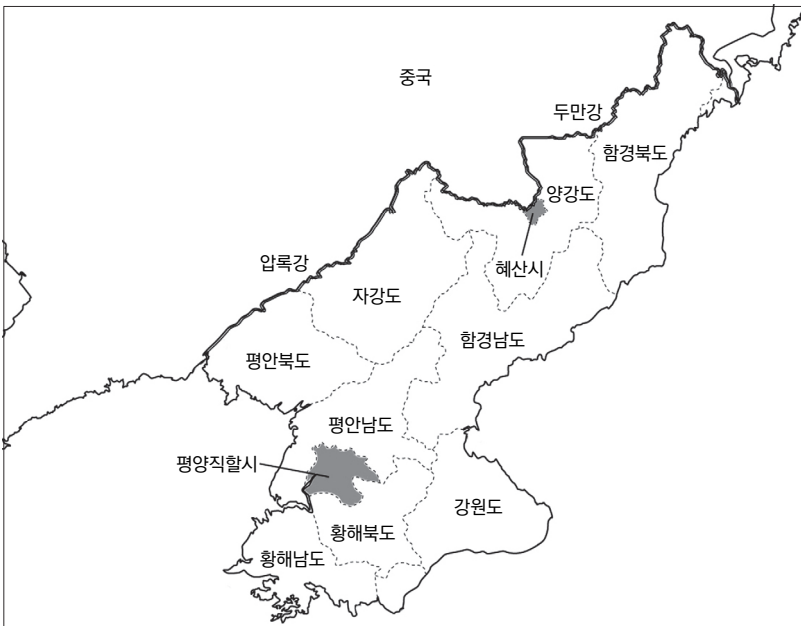 중국
두만강
함경북도
양강도
혜산시
압록강
자강도
함경남도
평안북도
평안남도
평양직할시
강원도
황해북도
황해남도